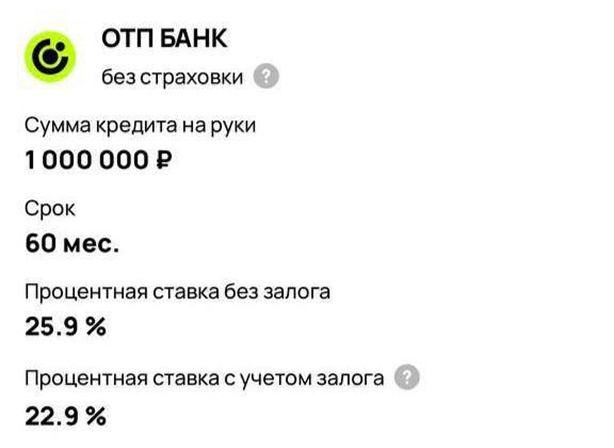 ОТП БАНК
без страховки ?
Сумма кредита на руки
1 000 000 ₽
Срок
60 мес.
Процентная ставка без залога
25.9 %
Процентная ставка с учетом залога ?
22.9 %